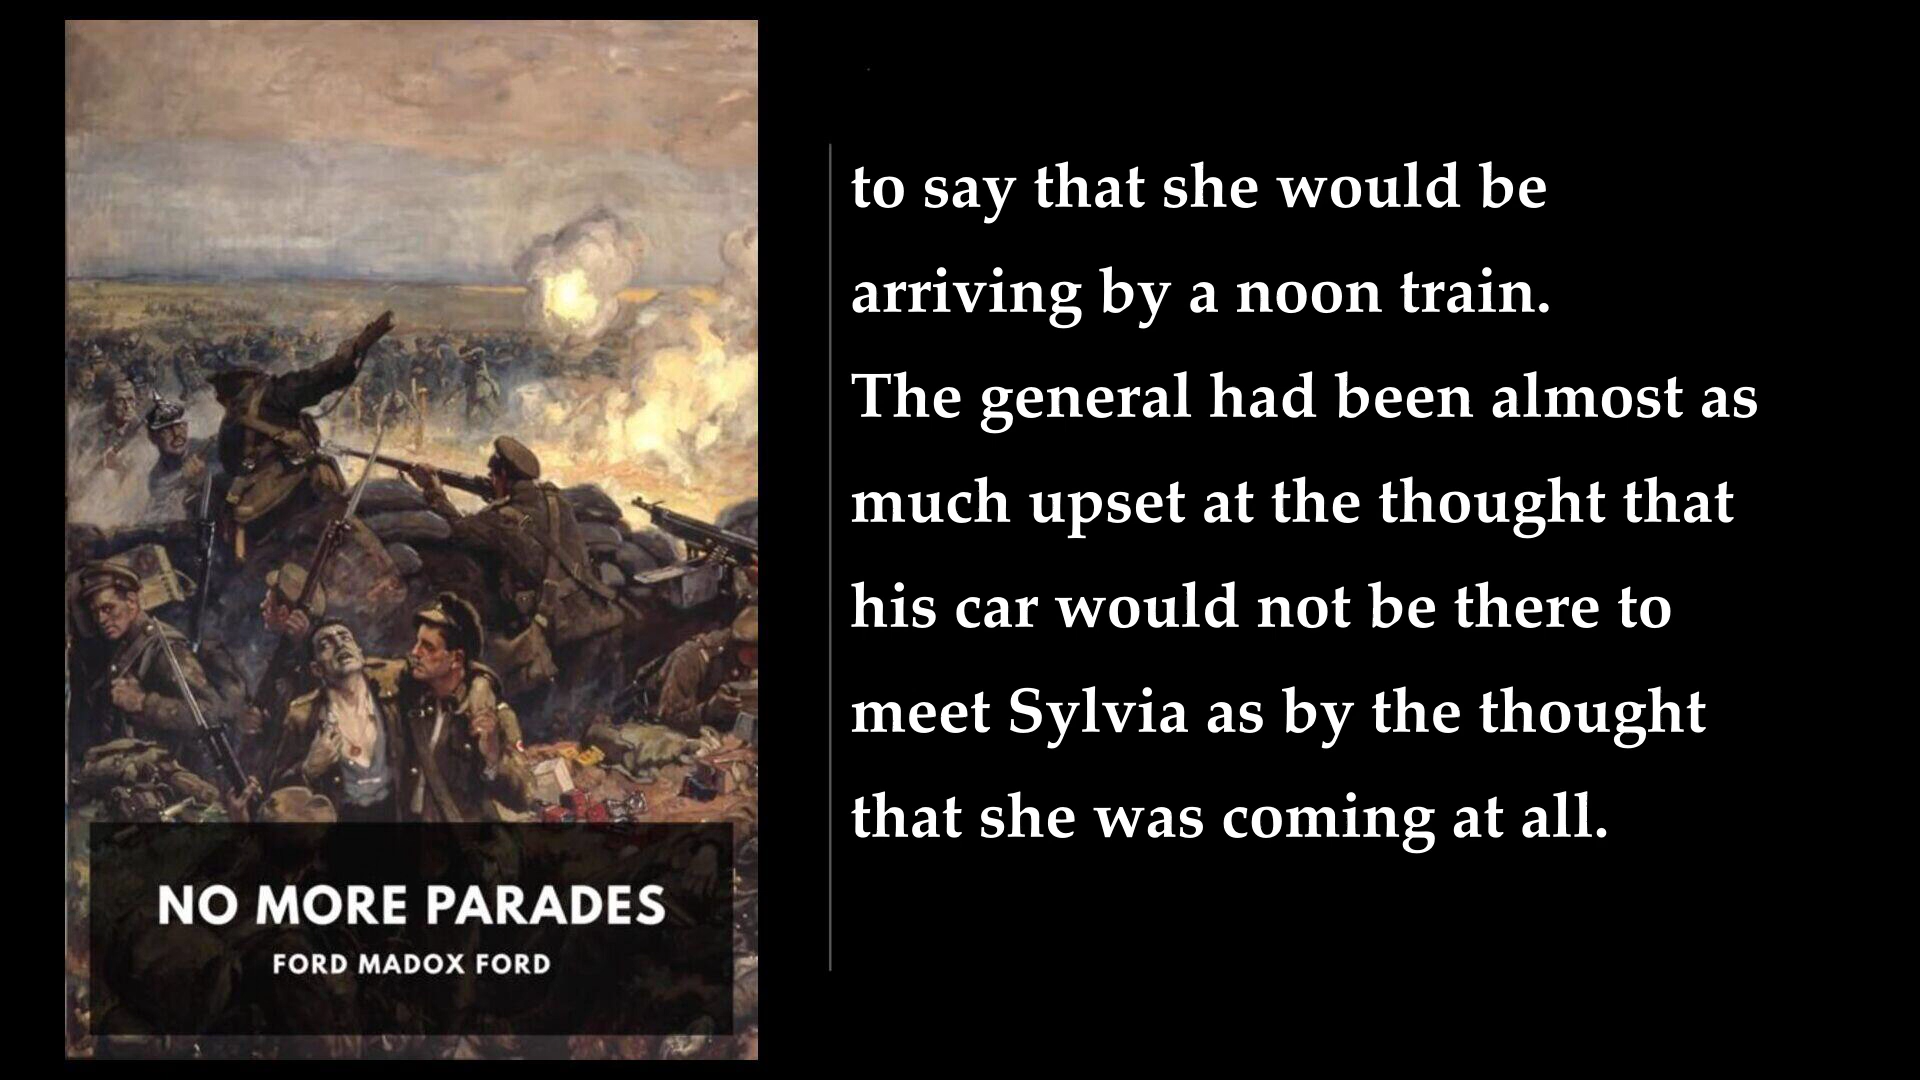 NO MORE PARADES
FORD MADOX FORD
to say that she would be
arriving by a noon train.
The general had been almost as
much upset at the thought that
his car would not be there to
meet Sylvia as by the thought
that she was coming at all.